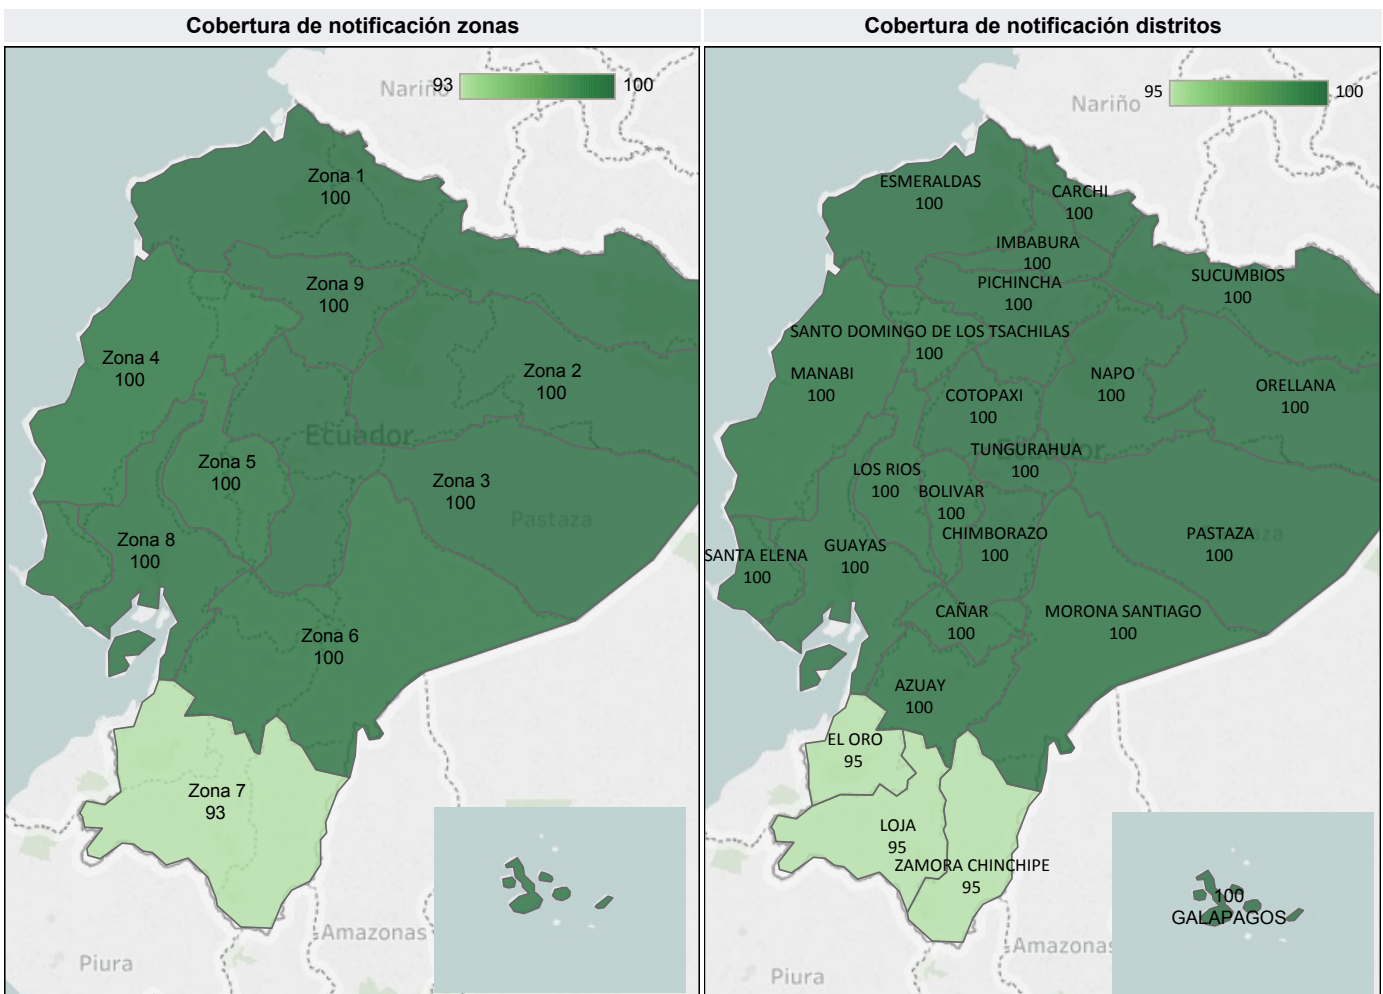 Cobertura de notificación zonas
Nariño
93
100
Zona 1
100
Zona 9
100
Zona 4
100
Zona 2
100
Ecuador
Zona 5
100
Zona 3
100
Pastaza
Zona 8
100
Zona 6
100
Zona 7
93
Amazonas
Piura
Cobertura de notificación distritos
95
100
Nariño
ESMERALDAS
100
CARCHI
100
IMBABURA
100
SUCUMBIOS
100
PICHINCHA
100
SANTO DOMINGO DE LOS TSACHILAS
100
MANABI
100
NAPO
100
ORELLANA
100
COTOPAXI
100
Ecuador
TUNGURAHUA
100
LOS RIOS
100
BOLIVAR
100
CHIMBORAZO
100
PASTAZA
100
Pastaza
SANTA ELENA
100
GUAYAS
100
CAÑAR
100
MORONA SANTIAGO
100
AZUAY
100
EL ORO
95
LOJA
95
ZAMORA CHINCHIPE
95
100
GALAPAGOS
Amazonas
Piura